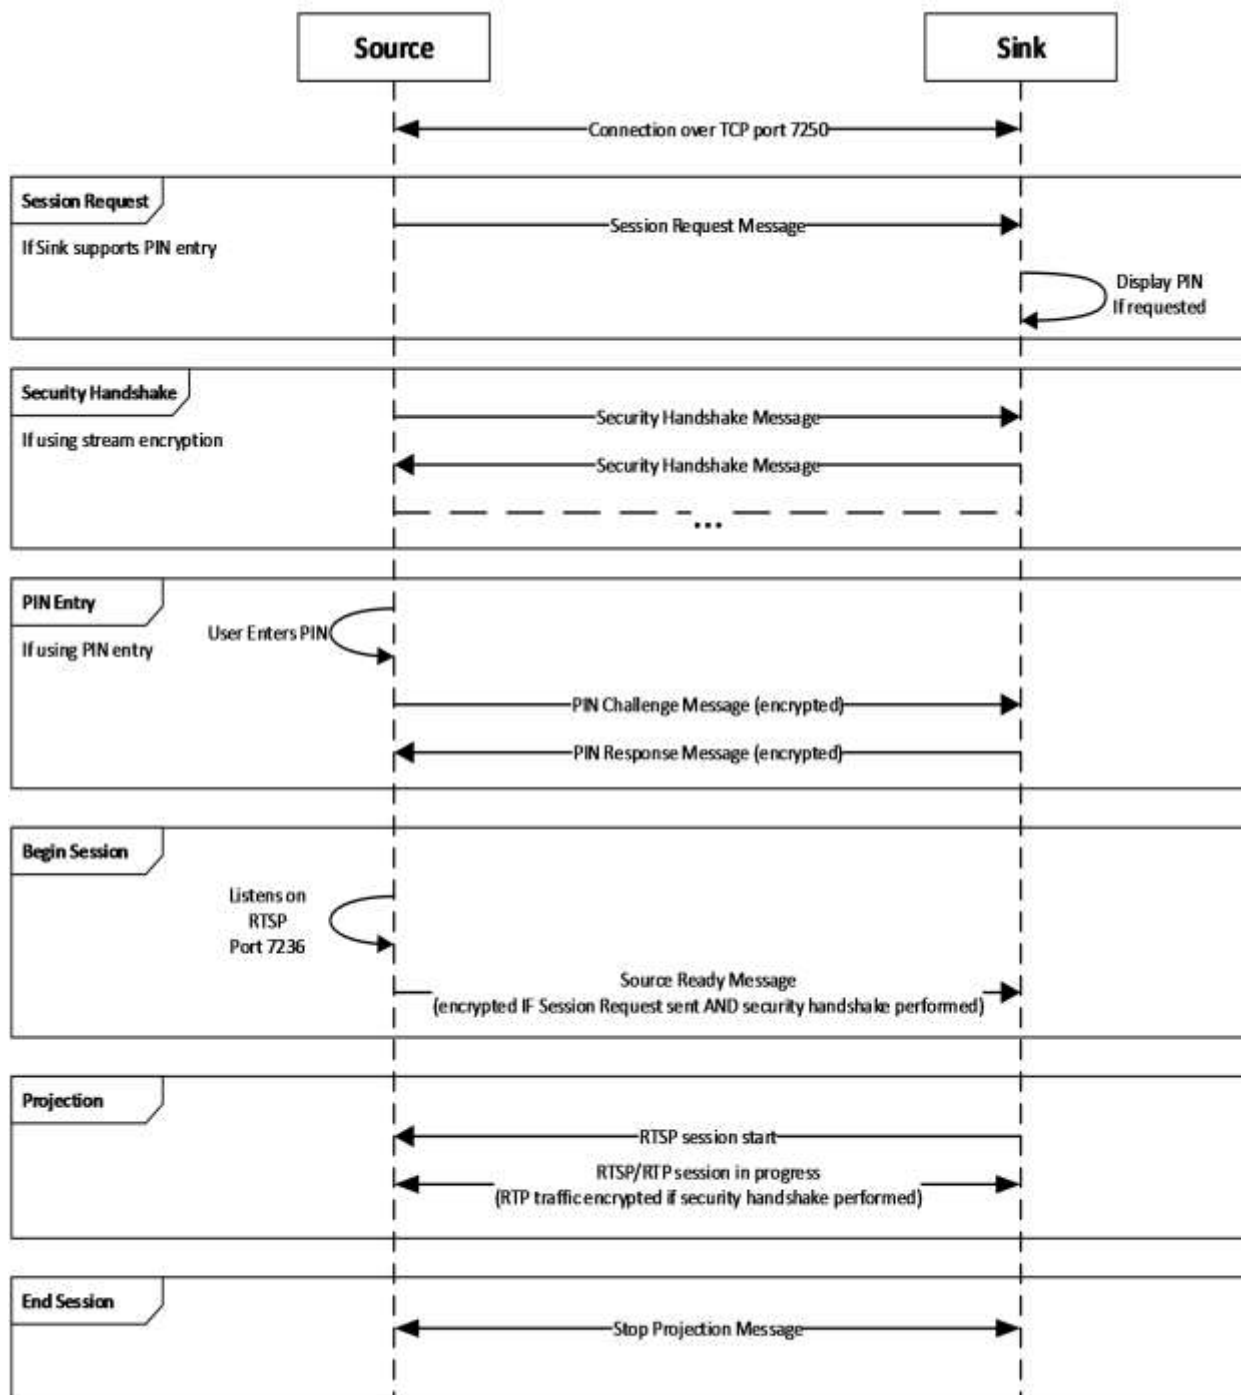 Source
Sink
Connection over TCP port 7250
Session Request
If Sink supports PIN entry
Session Request Message
Display PIN
If requested
Security Handshake
If using stream encryption
Security Handshake Message
Security Handshake Message
...
PIN Entry
If using PIN entry
User Enters PIN
PIN Challenge Message (encrypted)
PIN Response Message (encrypted)
Begin Session
Listens on
RTSP
Port 7236
Source Ready Message
(encrypted IF Session Request sent AND security handshake performed)
Projection
RTSP session start
RTSP/RTP session in progress
(RTP traffic encrypted if security handshake performed)
End Session
Stop Projection Message